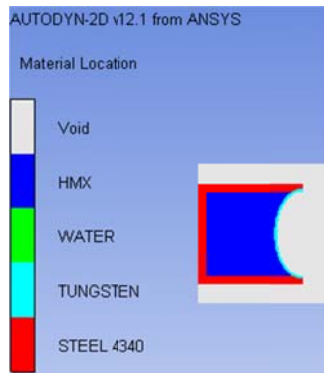 AUTODYN-2D v12.1 from ANSYS
Material Location
Void
HMX
WATER
TUNGSTEN
STEEL 4340